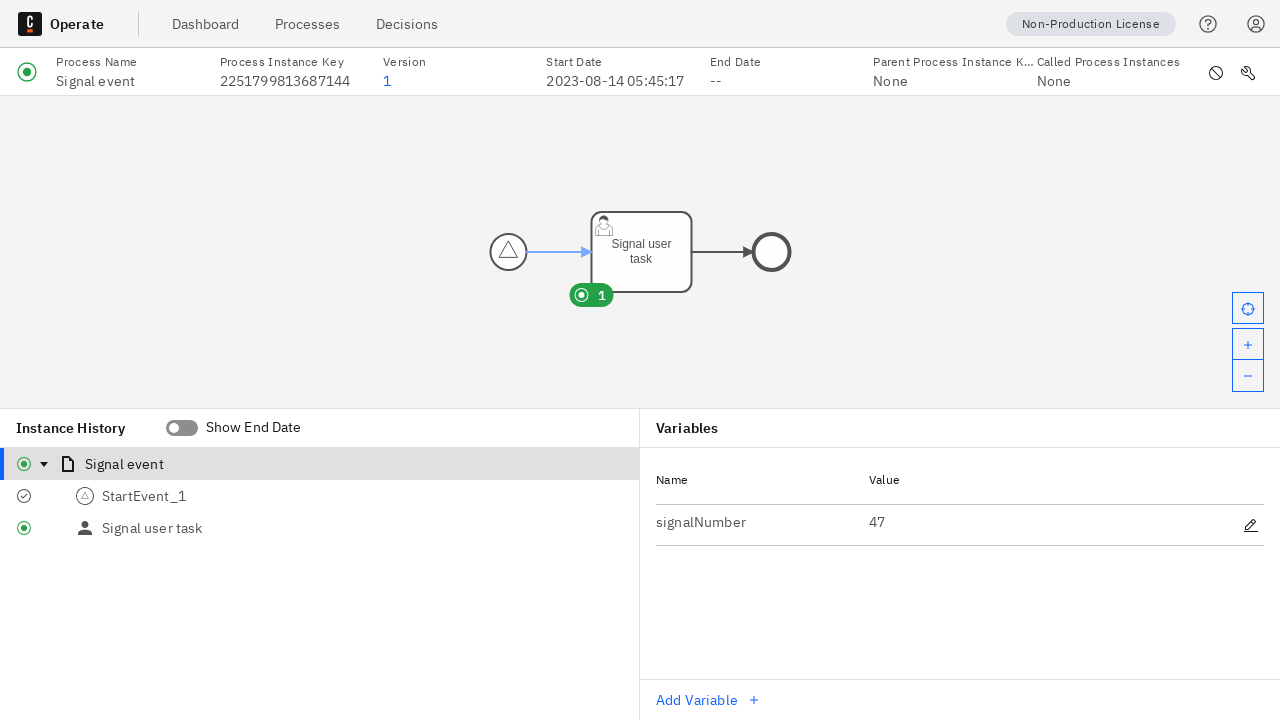 Operate
Dashboard
Processes
Decisions
Non-Production License
Process Name
Signal event
Process Instance Key
2251799813687144
Version
1
Start Date
2023-08-14 05:45:17
End Date
--
Parent Process Instance K...
None
Called Process Instances
None
Signal user
task
1
Instance History
Show End Date
Signal event
StartEvent_1
Signal user task
Variables
Name
Value
signalNumber
47
Add Variable